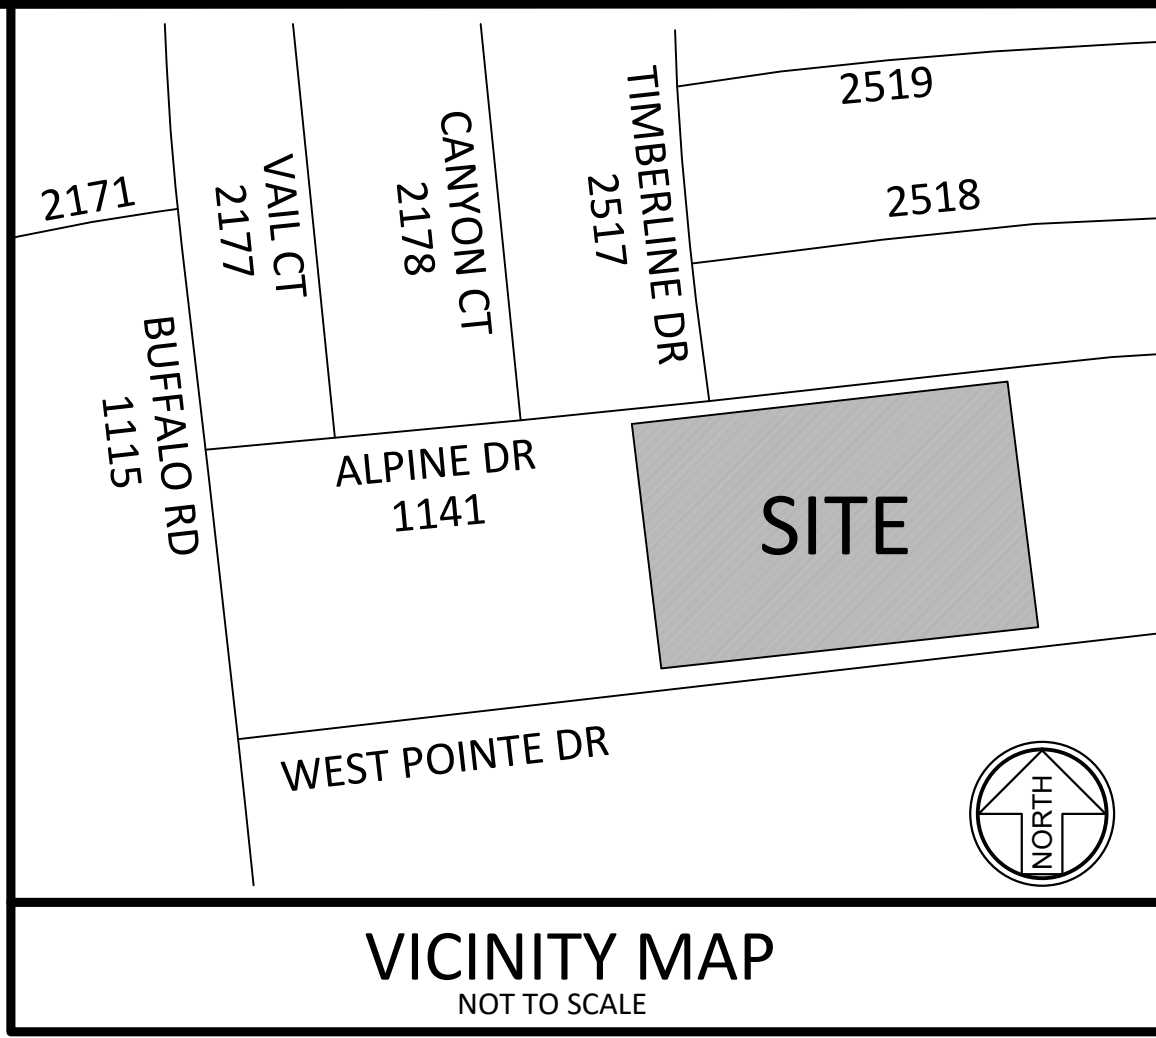 2519
TIMBERLINE DR
2517
CANYON CT
2178
VAIL CT
2177
2171
2518
BUFFALO RD
1115
ALPINE DR
1141
SITE
WEST POINTE DR
NORTH
VICINITY MAP
NOT TO SCALE